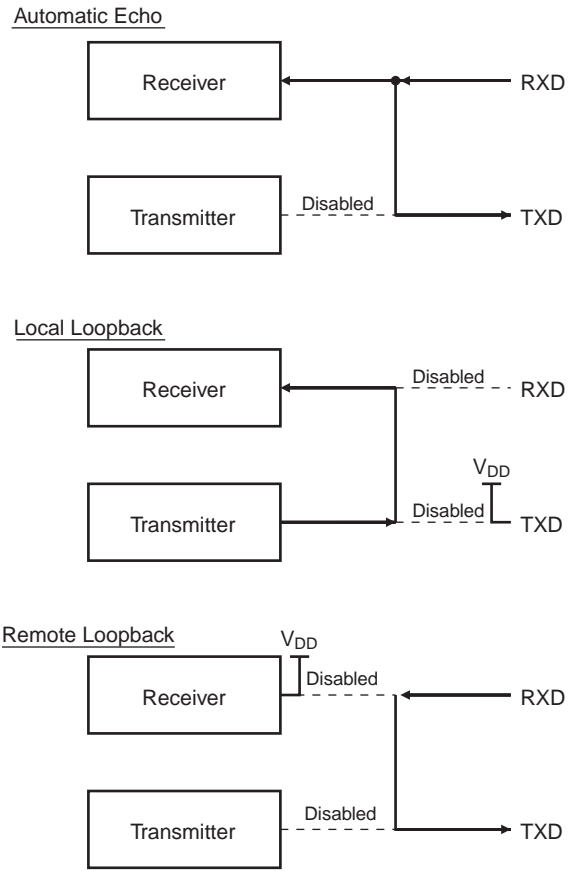 Automatic Echo
Receiver
RXD
Transmitter
Disabled
TXD
Local Loopback
Receiver
Disabled
RXD
VDD
Transmitter
Disabled
TXD
Remote Loopback
VDD
Receiver
Disabled
RXD
Transmitter
Disabled
TXD